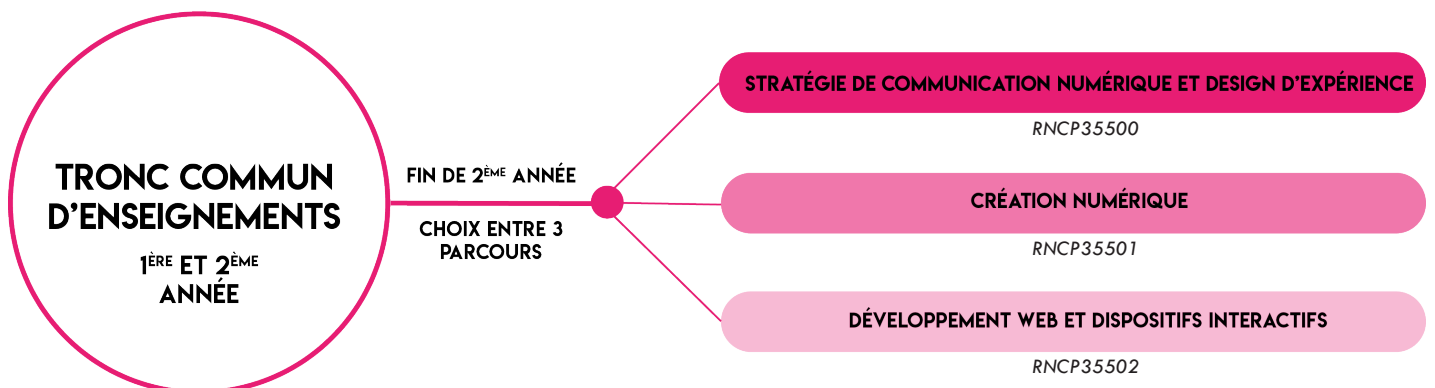 TRONC COMMUN
D'ENSEIGNEMENTS
1ÈRE ET 2ÈME
ANNÉE
FIN DE 2ÈME ANNÉE
CHOIX ENTRE 3
PARCOURS
STRATÉGIE DE COMMUNICATION NUMÉRIQUE ET DESIGN D'EXPÉRIENCE
RNCP35500
CRÉATION NUMÉRIQUE
RNCP35501
DÉVELOPPEMENT WEB ET DISPOSITIFS INTERACTIFS
RNCP35502